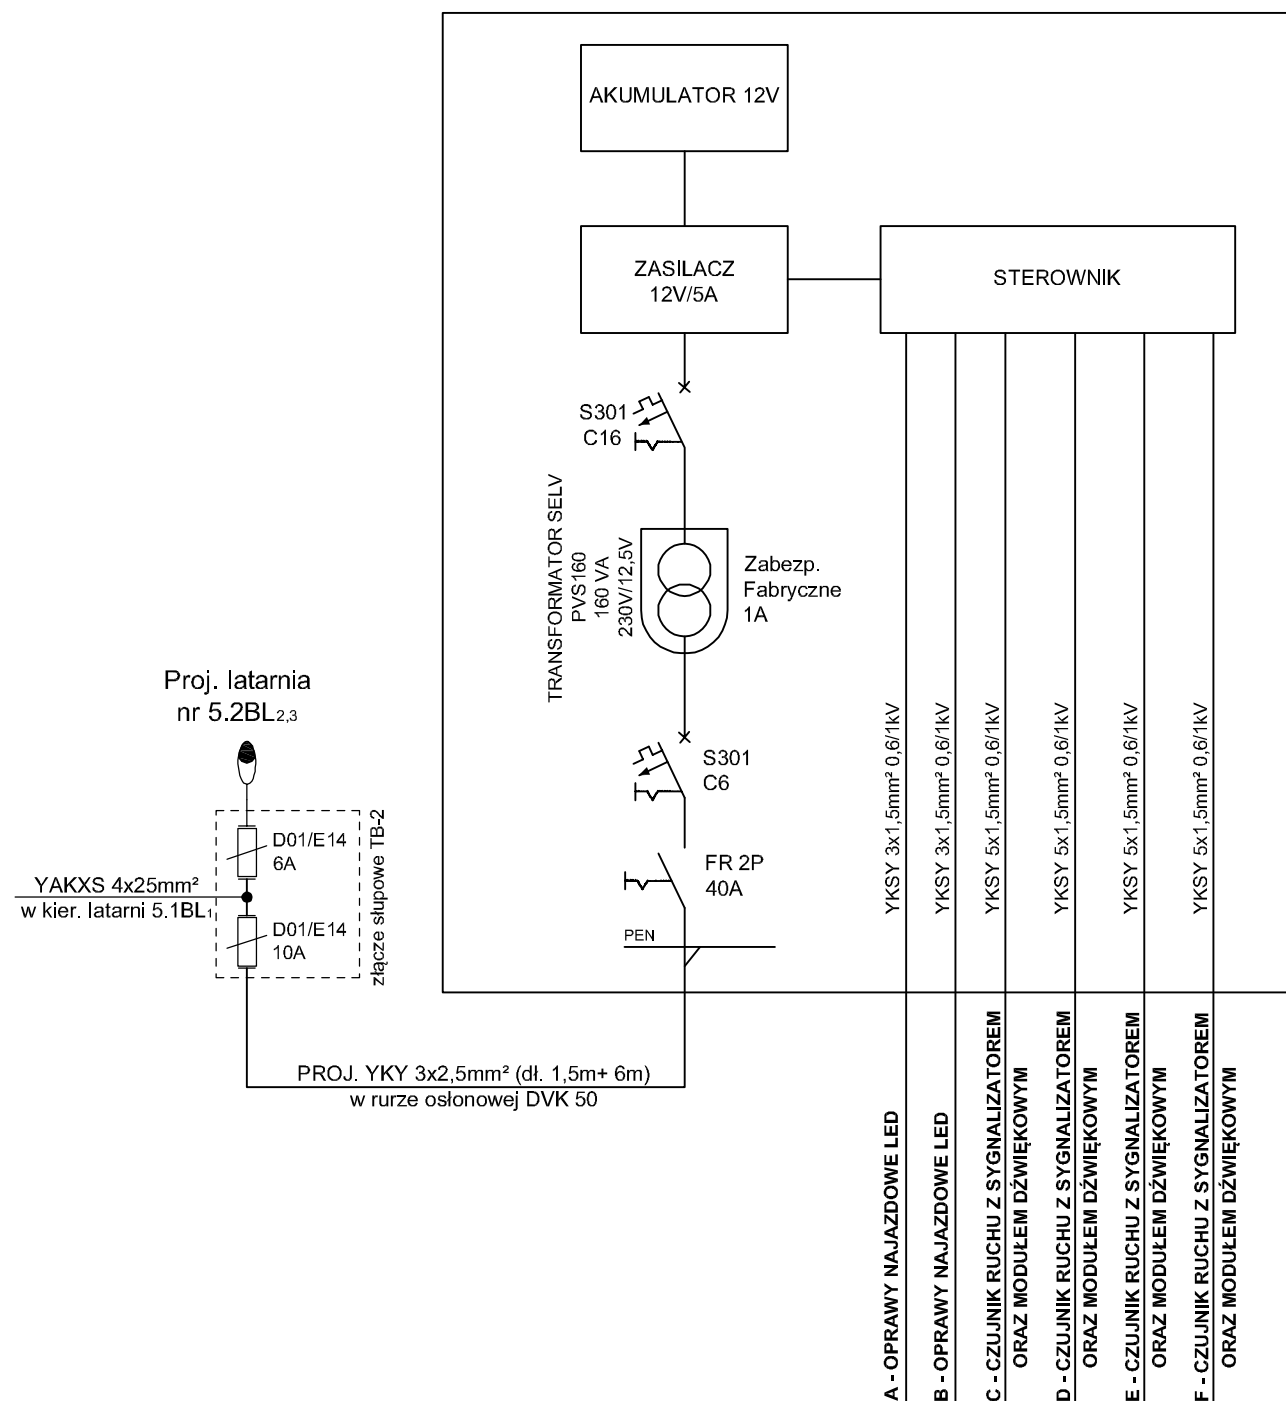 AKUMULATOR 12V
ZASILACZ
12V/5A
STEROWNIK
S301
C16
TRANSFORMATOR SELV
PVS160
160 VA
230V/12,5V
Zabezp.
Fabryczne
1A
Proj. latarnia
nr 5.2BL2,3
S301
C6
D01/E14
6A
FR 2P
40A
YAKXS 4x25mm²
w kier. latarni 5.1BL1
D01/E14
10A
złącze słupowe TB-2
PEN
PROJ. YKY 3x2,5mm² (dł. 1,5m+ 6m)
w rurze osłonowej DVK 50
YKSY 3x1,5mm² 0,6/1kV
YKSY 3x1,5mm² 0,6/1kV
YKSY 5x1,5mm² 0,6/1kV
YKSY 5x1,5mm² 0,6/1kV
YKSY 5x1,5mm² 0,6/1kV
YKSY 5x1,5mm² 0,6/1kV
A - OPRAWY NAJAZDOWE LED
B - OPRAWY NAJAZDOWE LED
C - CZUJNIK RUCHU Z SYGNALIZATOREM
ORAZ MODUŁEM DŹWIĘKOWYM
D - CZUJNIK RUCHU Z SYGNALIZATOREM
ORAZ MODUŁEM DŹWIĘKOWYM
E - CZUJNIK RUCHU Z SYGNALIZATOREM
ORAZ MODUŁEM DŹWIĘKOWYM
F - CZUJNIK RUCHU Z SYGNALIZATOREM
ORAZ MODUŁEM DŹWIĘKOWYM